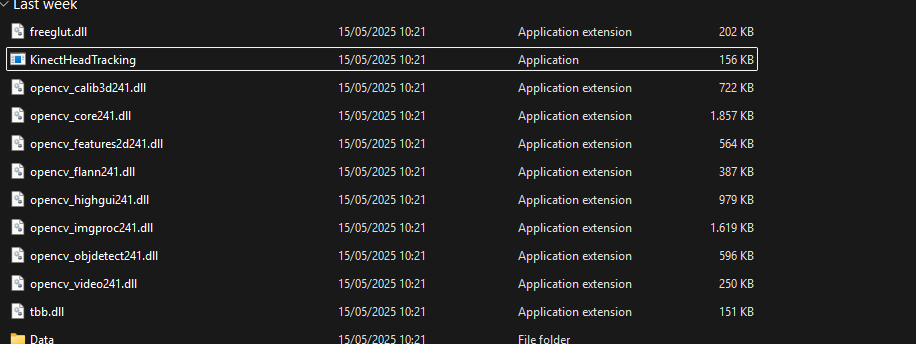 Last week
freeglut.dll 15/05/2025 10:21 Application extension 202 KB
KinectHeadTracking 15/05/2025 10:21 Application 156 KB
opencv_calib3d241.dll 15/05/2025 10:21 Application extension 722 KB
opencv_core241.dll 15/05/2025 10:21 Application extension 1.857 KB
opencv_features2d241.dll 15/05/2025 10:21 Application extension 564 KB
opencv_flann241.dll 15/05/2025 10:21 Application extension 387 KB
opencv_highgui241.dll 15/05/2025 10:21 Application extension 979 KB
opencv_imgproc241.dll 15/05/2025 10:21 Application extension 1.619 KB
opencv_objdetect241.dll 15/05/2025 10:21 Application extension 596 KB
opencv_video241.dll 15/05/2025 10:21 Application extension 250 KB
tbb.dll 15/05/2025 10:21 Application extension 151 KB
Data 15/05/2025 10:21 File folder